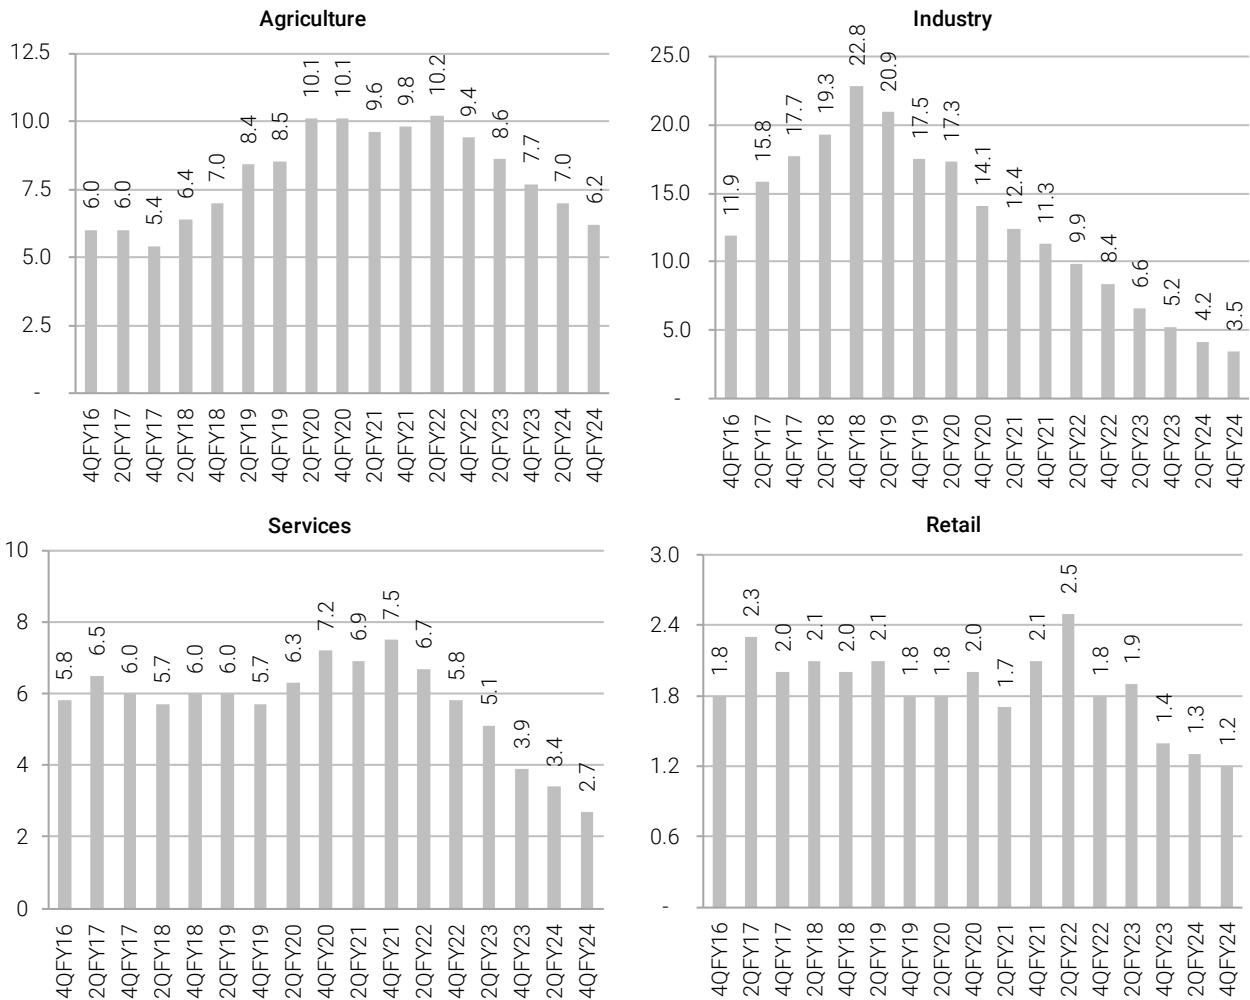 Agriculture
12.5
10.0
7.5
5.0
2.5
-
6.0 6.0 5.4 6.4 7.0 8.4 8.5 10.1 10.1 9.6 9.8 10.2 9.4 8.6 7.7 7.0 6.2
4QFY16 2QFY17 4QFY17 2QFY18 4QFY18 2QFY19 4QFY19 2QFY20 4QFY20 2QFY21 4QFY21 2QFY22 4QFY22 2QFY23 4QFY23 2QFY24 4QFY24
Industry
25.0
20.0
15.0
10.0
5.0
-
11.9 15.8 17.7 19.3 22.8 20.9 17.5 17.3 14.1 12.4 11.3 9.9 8.4 6.6 5.2 4.2 3.5
4QFY16 2QFY17 4QFY17 2QFY18 4QFY18 2QFY19 4QFY19 2QFY20 4QFY20 2QFY21 4QFY21 2QFY22 4QFY22 2QFY23 4QFY23 2QFY24 4QFY24
Services
10
8
6
4
2
0
5.8 6.5 6.0 5.7 6.0 6.0 5.7 6.3 7.2 6.9 7.5 6.7 5.8 5.1 3.9 3.4 2.7
4QFY16 2QFY17 4QFY17 2QFY18 4QFY18 2QFY19 4QFY19 2QFY20 4QFY20 2QFY21 4QFY21 2QFY22 4QFY22 2QFY23 4QFY23 2QFY24 4QFY24
Retail
3.0
2.4
1.8
1.2
0.6
-
1.8 2.3 2.0 2.1 2.0 2.1 1.8 1.8 2.0 1.7 2.1 2.5 1.8 1.9 1.4 1.3 1.2
4QFY16 2QFY17 4QFY17 2QFY18 4QFY18 2QFY19 4QFY19 2QFY20 4QFY20 2QFY21 4QFY21 2QFY22 4QFY22 2QFY23 4QFY23 2QFY24 4QFY24